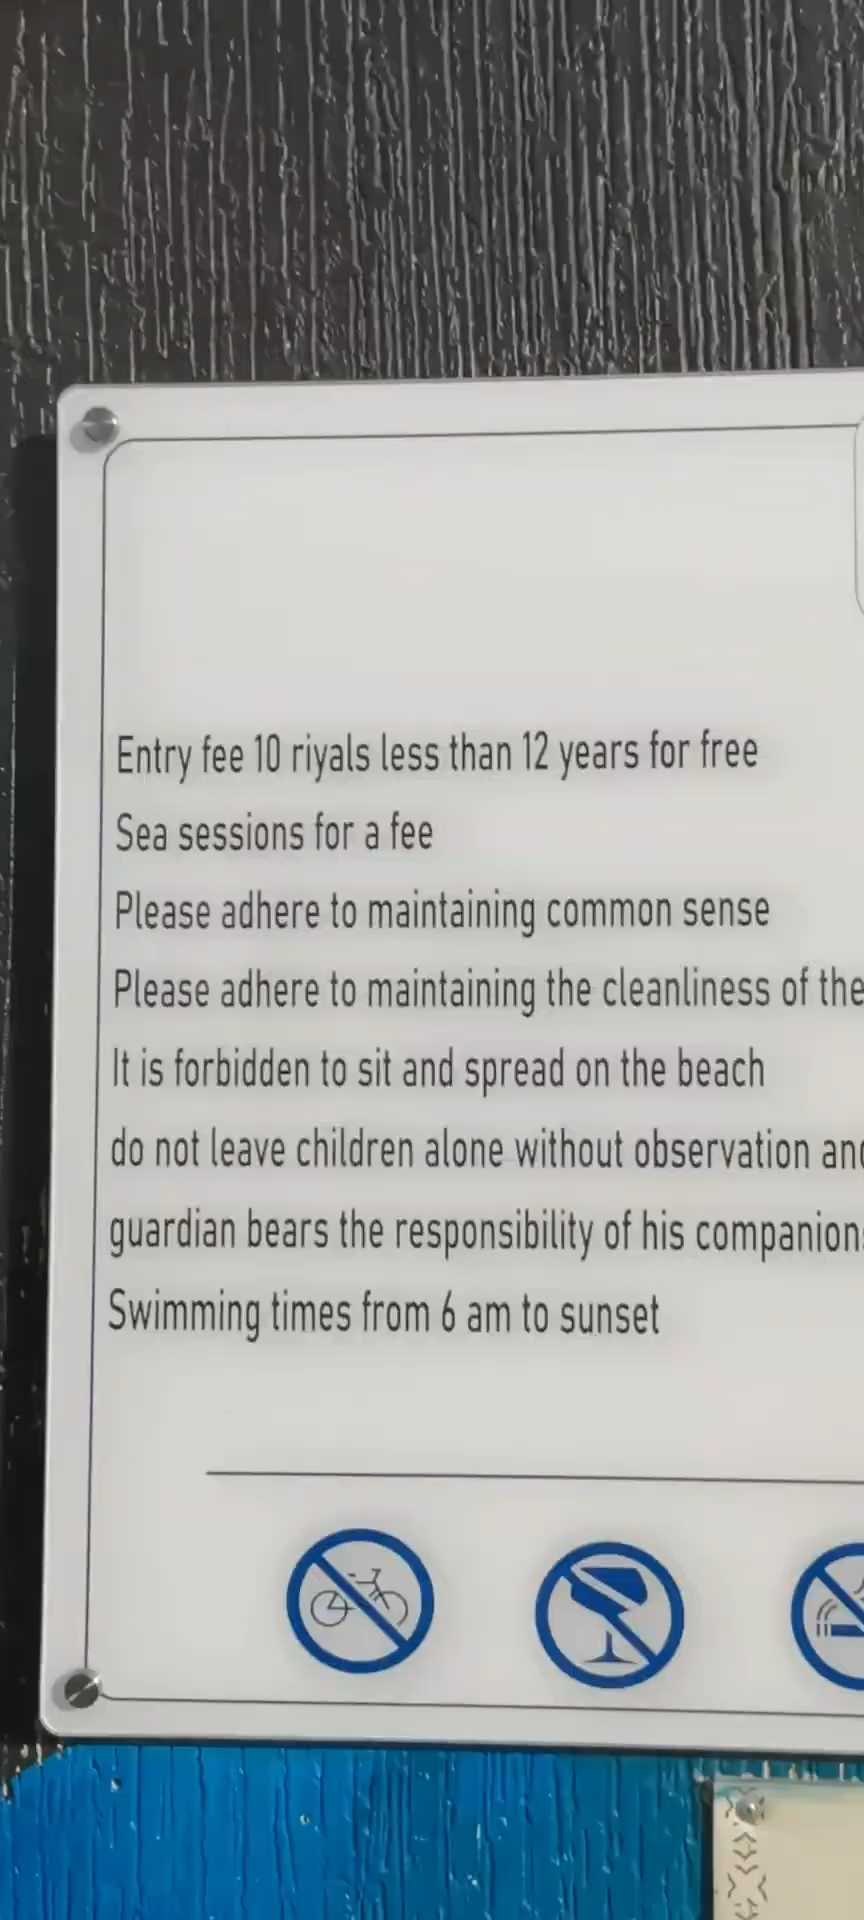 Entry fee 10 riyals less than 12 years for free
Sea sessions for a fee
Please adhere to maintaining common sense
Please adhere to maintaining the cleanliness of the
It is forbidden to sit and spread on the beach
do not leave children alone without observation and
guardian bears the responsibility of his companions
Swimming times from 6 am to sunset